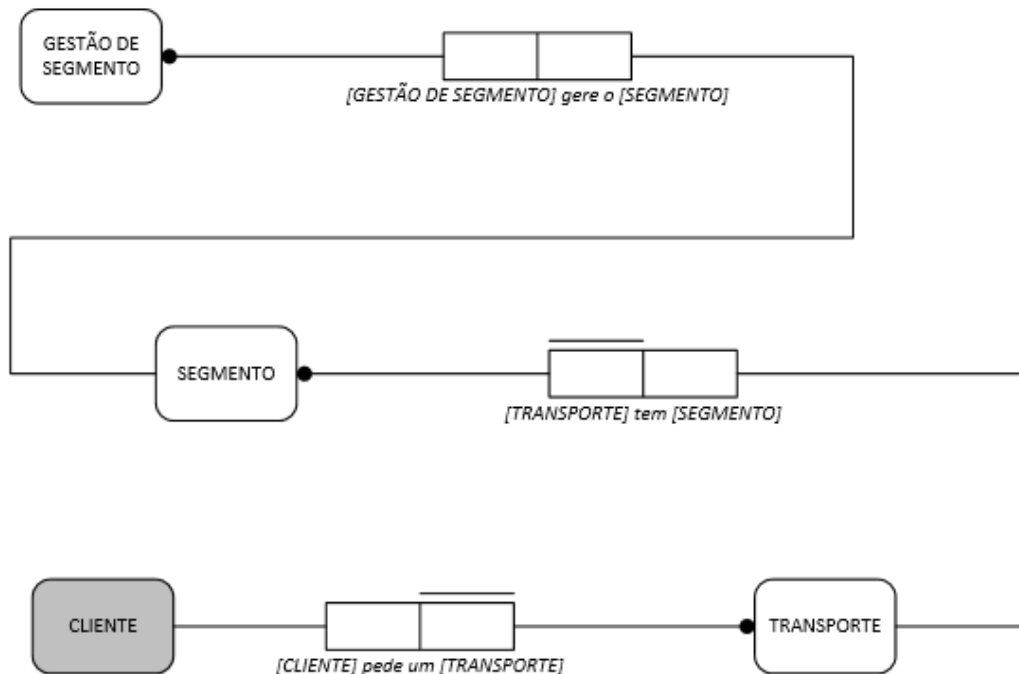 GESTÃO DE
SEGMENTO
[GESTÃO DE SEGMENTO] gere o [SEGMENTO]
SEGMENTO
[TRANSPORTE] tem [SEGMENTO]
CLIENTE
TRANSPORTE
[CLIENTE] pede um [TRANSPORTE]